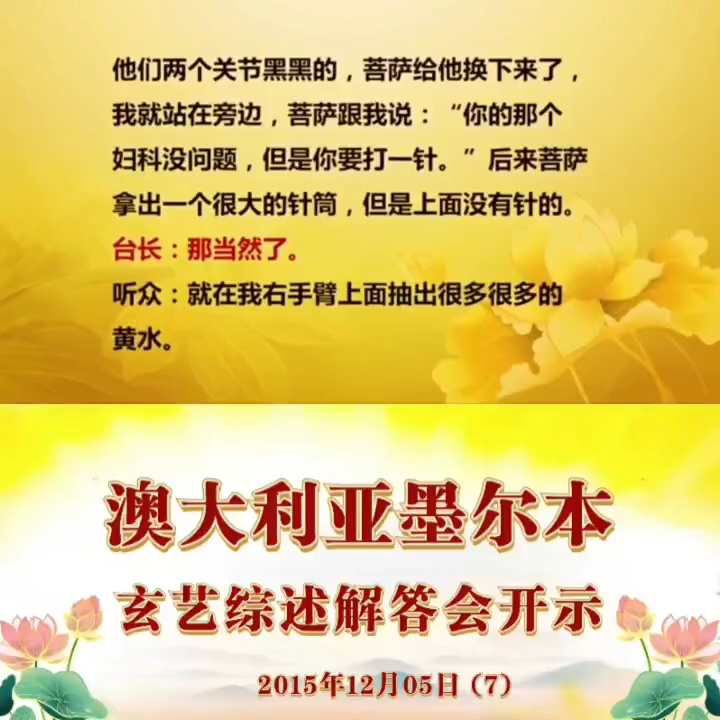 他们两个关节黑黑的，菩萨给他换下来了，
我就站在旁边，菩萨跟我说：“你的那个
妇科没问题，但是你要打一针。”后来菩萨
拿出一个很大的针筒，但是上面没有针的。
台长：那当然了。
听众：就在我右手臂上面抽出很多很多的
黄水。
澳大利亚墨尔本
玄艺综述解答会开示
2015年12月05日（7）